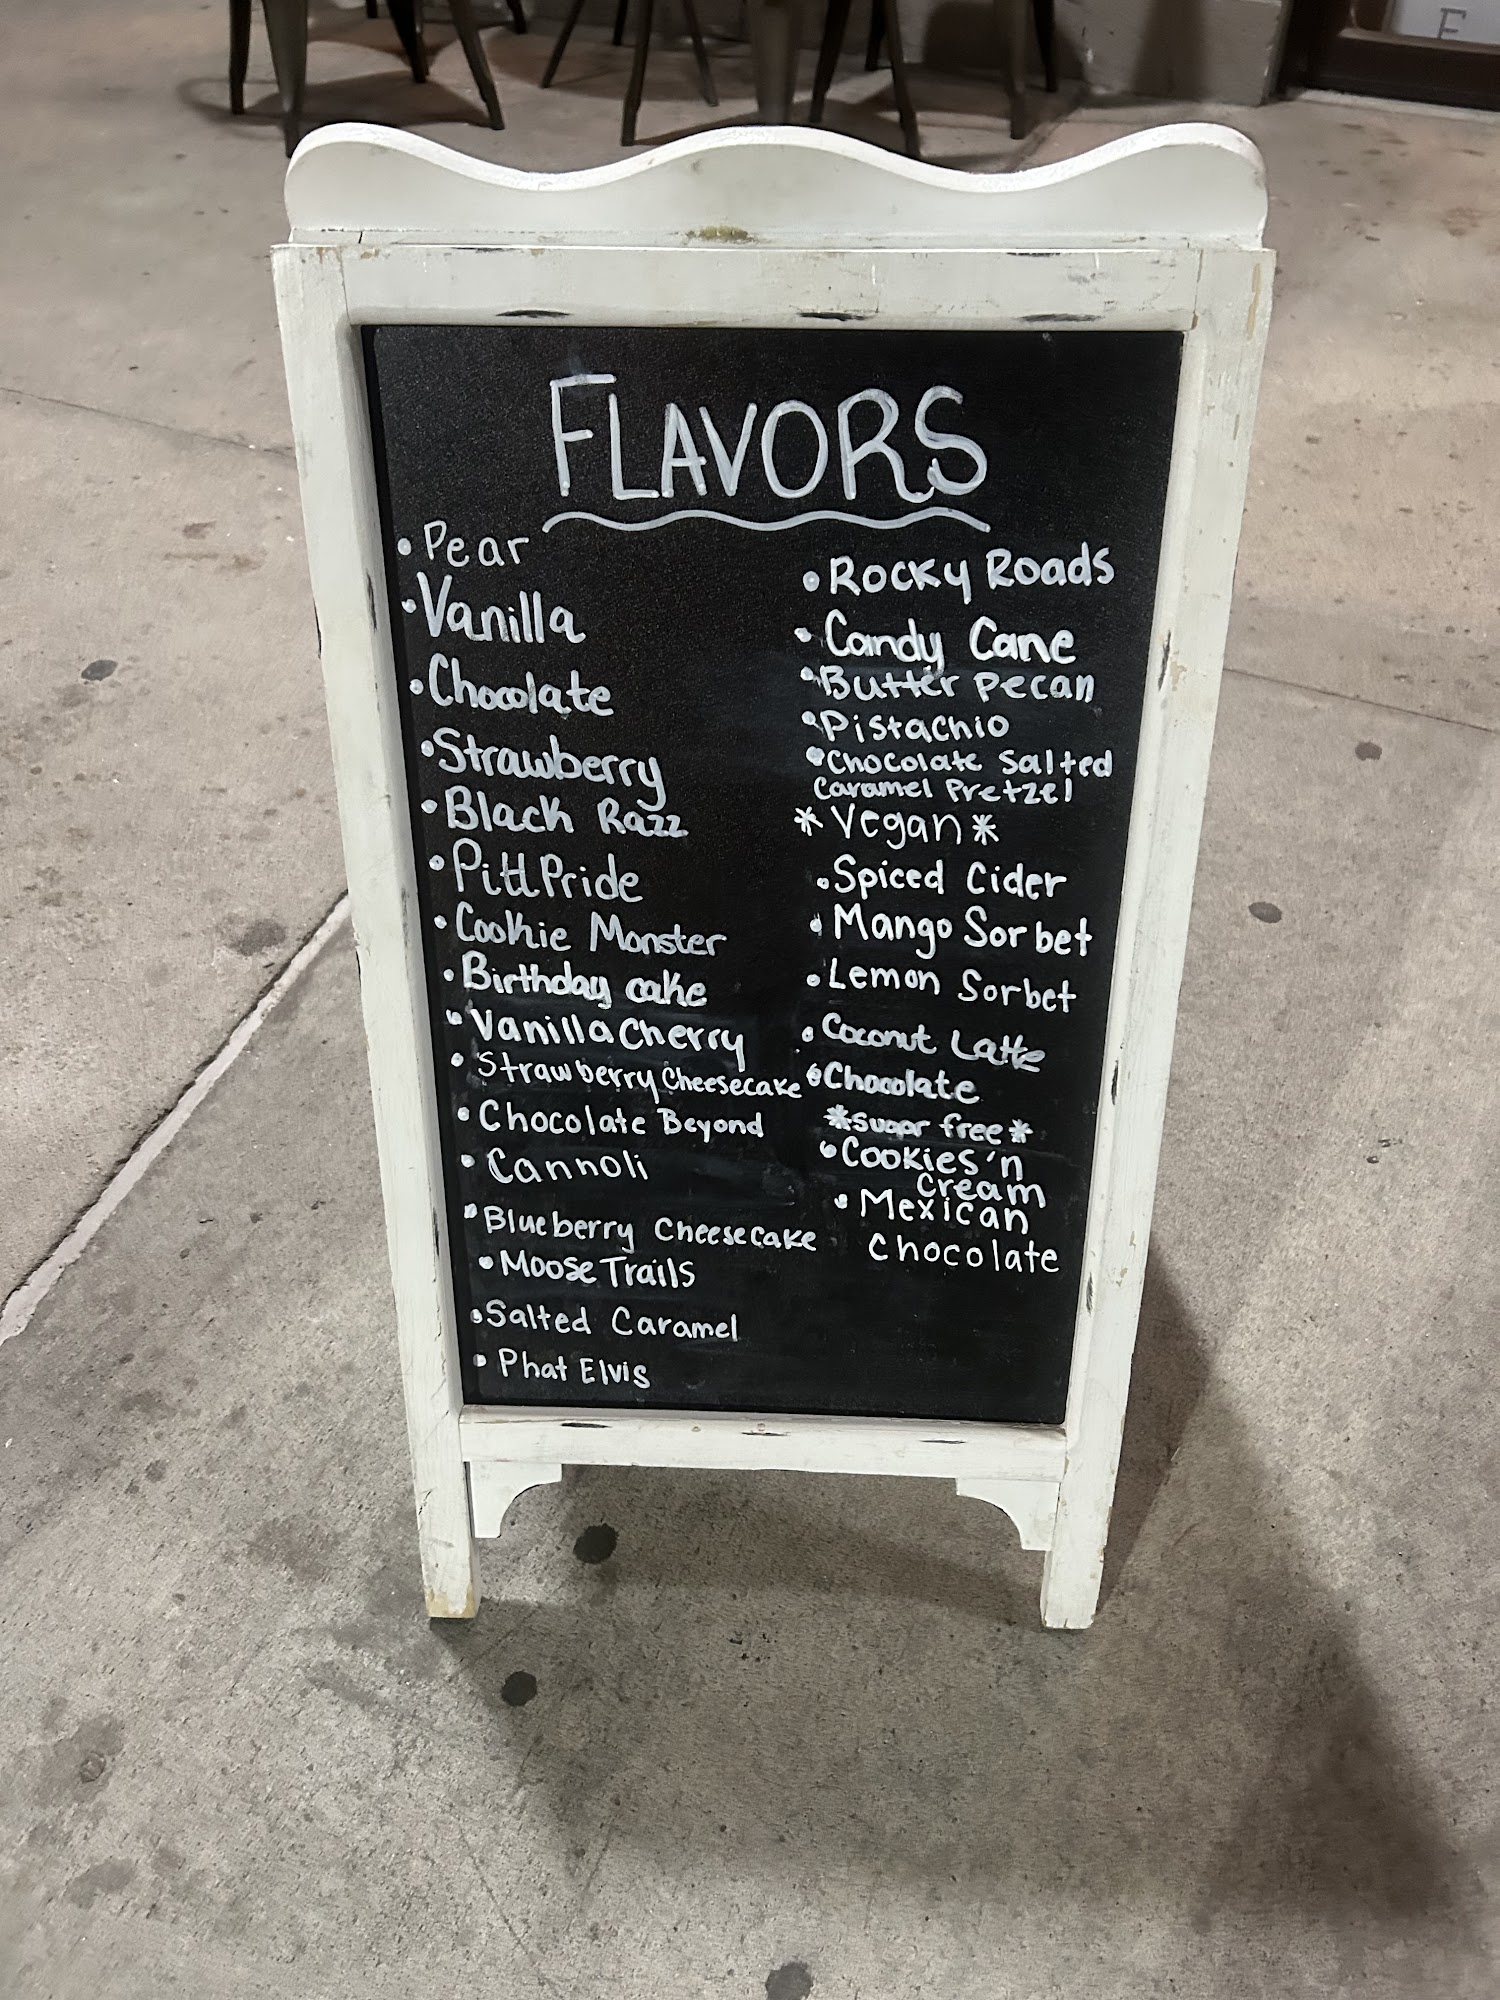 FLAVORS
• Pear
• Vanilla
• Chocolate
• Strawberry
• Black Razz
• Pitt Pride
• Cookie Monster
• Birthday cake
• Vanilla Cherry
• Strawberry Cheesecake
• Chocolate Beyond
• Cannoli
• Blueberry Cheesecake
• Moose Trails
• Salted Caramel
• Phat Elvis
• Rocky Roads
• Candy Cane
• Butter pecan
• Pistachio
• Chocolate Salted
Caramel Pretzel
* Vegan *
• Spiced Cider
• Mango Sorbet
• Lemon Sorbet
• Coconut Latte
• Chocolate
*sugar free*
• Cookies 'n
Cream
• Mexican
chocolate
E